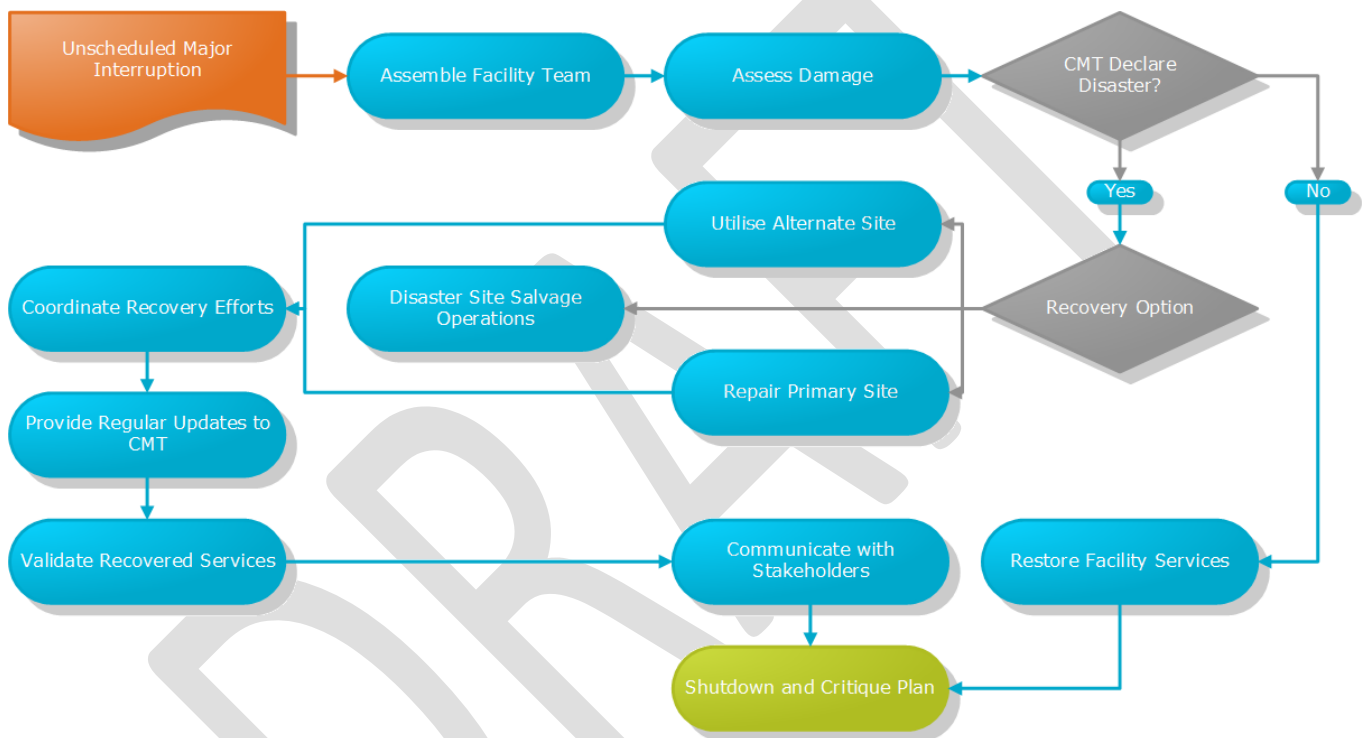 Unscheduled Major
Interruption
Assemble Facility Team
Assess Damage
CMT Declare
Disaster?
Yes
No
Utilise Alternate Site
Coordinate Recovery Efforts
Disaster Site Salvage
Operations
Recovery Option
Repair Primary Site
Provide Regular Updates to
CMT
Validate Recovered Services
Communicate with
Stakeholders
Restore Facility Services
Shutdown and Critique Plan
DRAFT